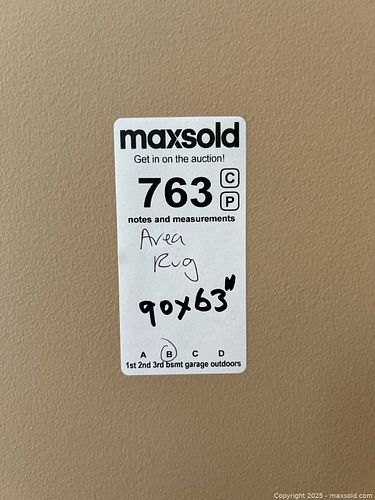 maxsold
Get in on the auction!
763 C
P
notes and measurements
Area
Rug
90x63"
A B C D
1st 2nd 3rd bsmt garage outdoors
Copyright 2025 - maxsold.com